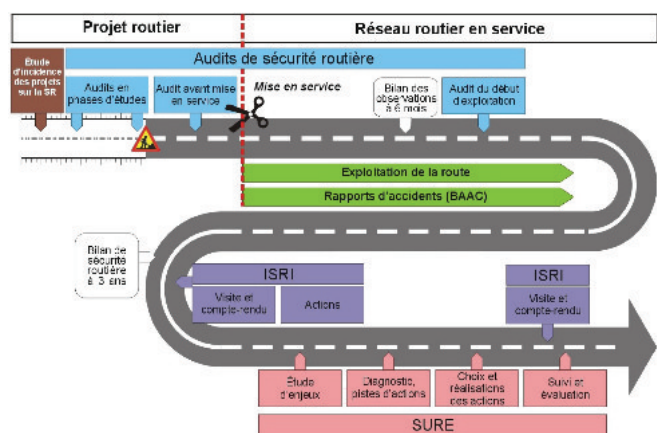 Projet routier
Réseau routier en service
Étude
d'incidence
des projets
sur la SR
Audits de sécurité routière
Audits en
phases d'études
Audit avant mise
en service
Mise en service
Bilan des
observations
à 6 mois
Audit du début
d'exploitation
Exploitation de la route
Rapports d'accidents (BAAC)
Bilan de
sécurité
routière
à 3 ans
ISRI
Visite et
compte-rendu
Actions
ISRI
Visite et
compte-rendu
Étude
d'enjeux
Diagnostic,
pistes d'actions
Choix et
réalisations
des actions
Suivi et
évaluation
SURE